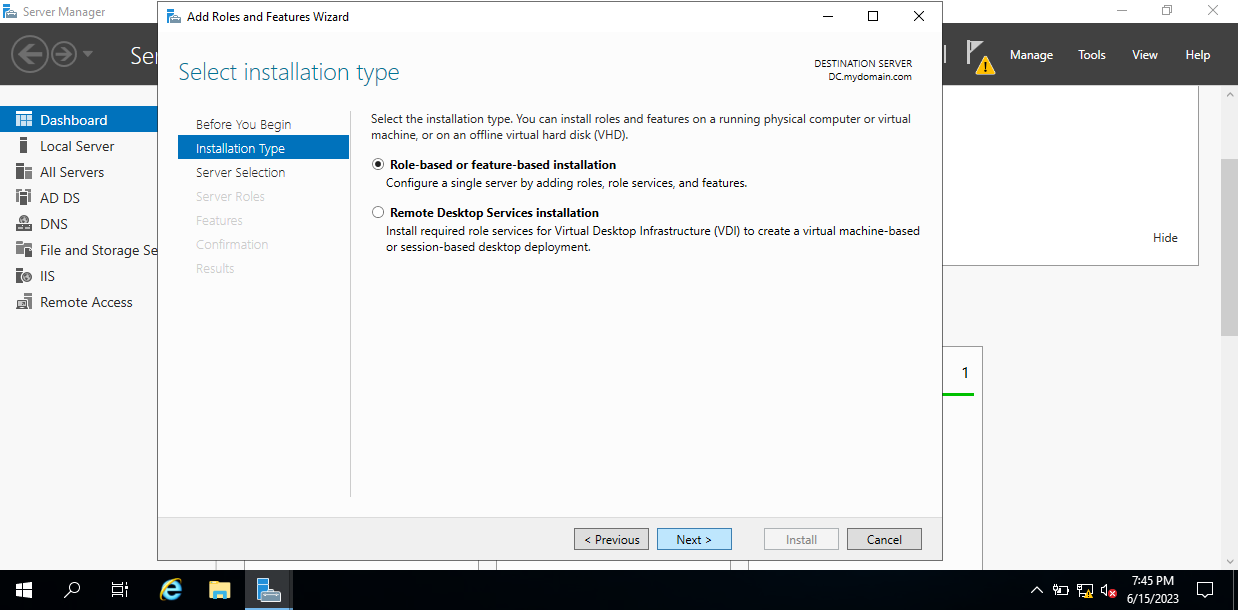 Server Manager
Add Roles and Features Wizard
Manage
Tools
View
Help
Select installation type
DESTINATION SERVER
DC.mydomain.com
Dashboard
Local Server
All Servers
AD DS
DNS
File and Storage Se
IIS
Remote Access
Before You Begin
Installation Type
Server Selection
Server Roles
Features
Confirmation
Results
Select the installation type. You can install roles and features on a running physical computer or virtual
machine, or on an offline virtual hard disk (VHD).
Role-based or feature-based installation
Configure a single server by adding roles, role services, and features.
Remote Desktop Services installation
Install required role services for Virtual Desktop Infrastructure (VDI) to create a virtual machine-based
or session-based desktop deployment.
Hide
1
< Previous
Next >
Install
Cancel
7:45 PM
6/15/2023